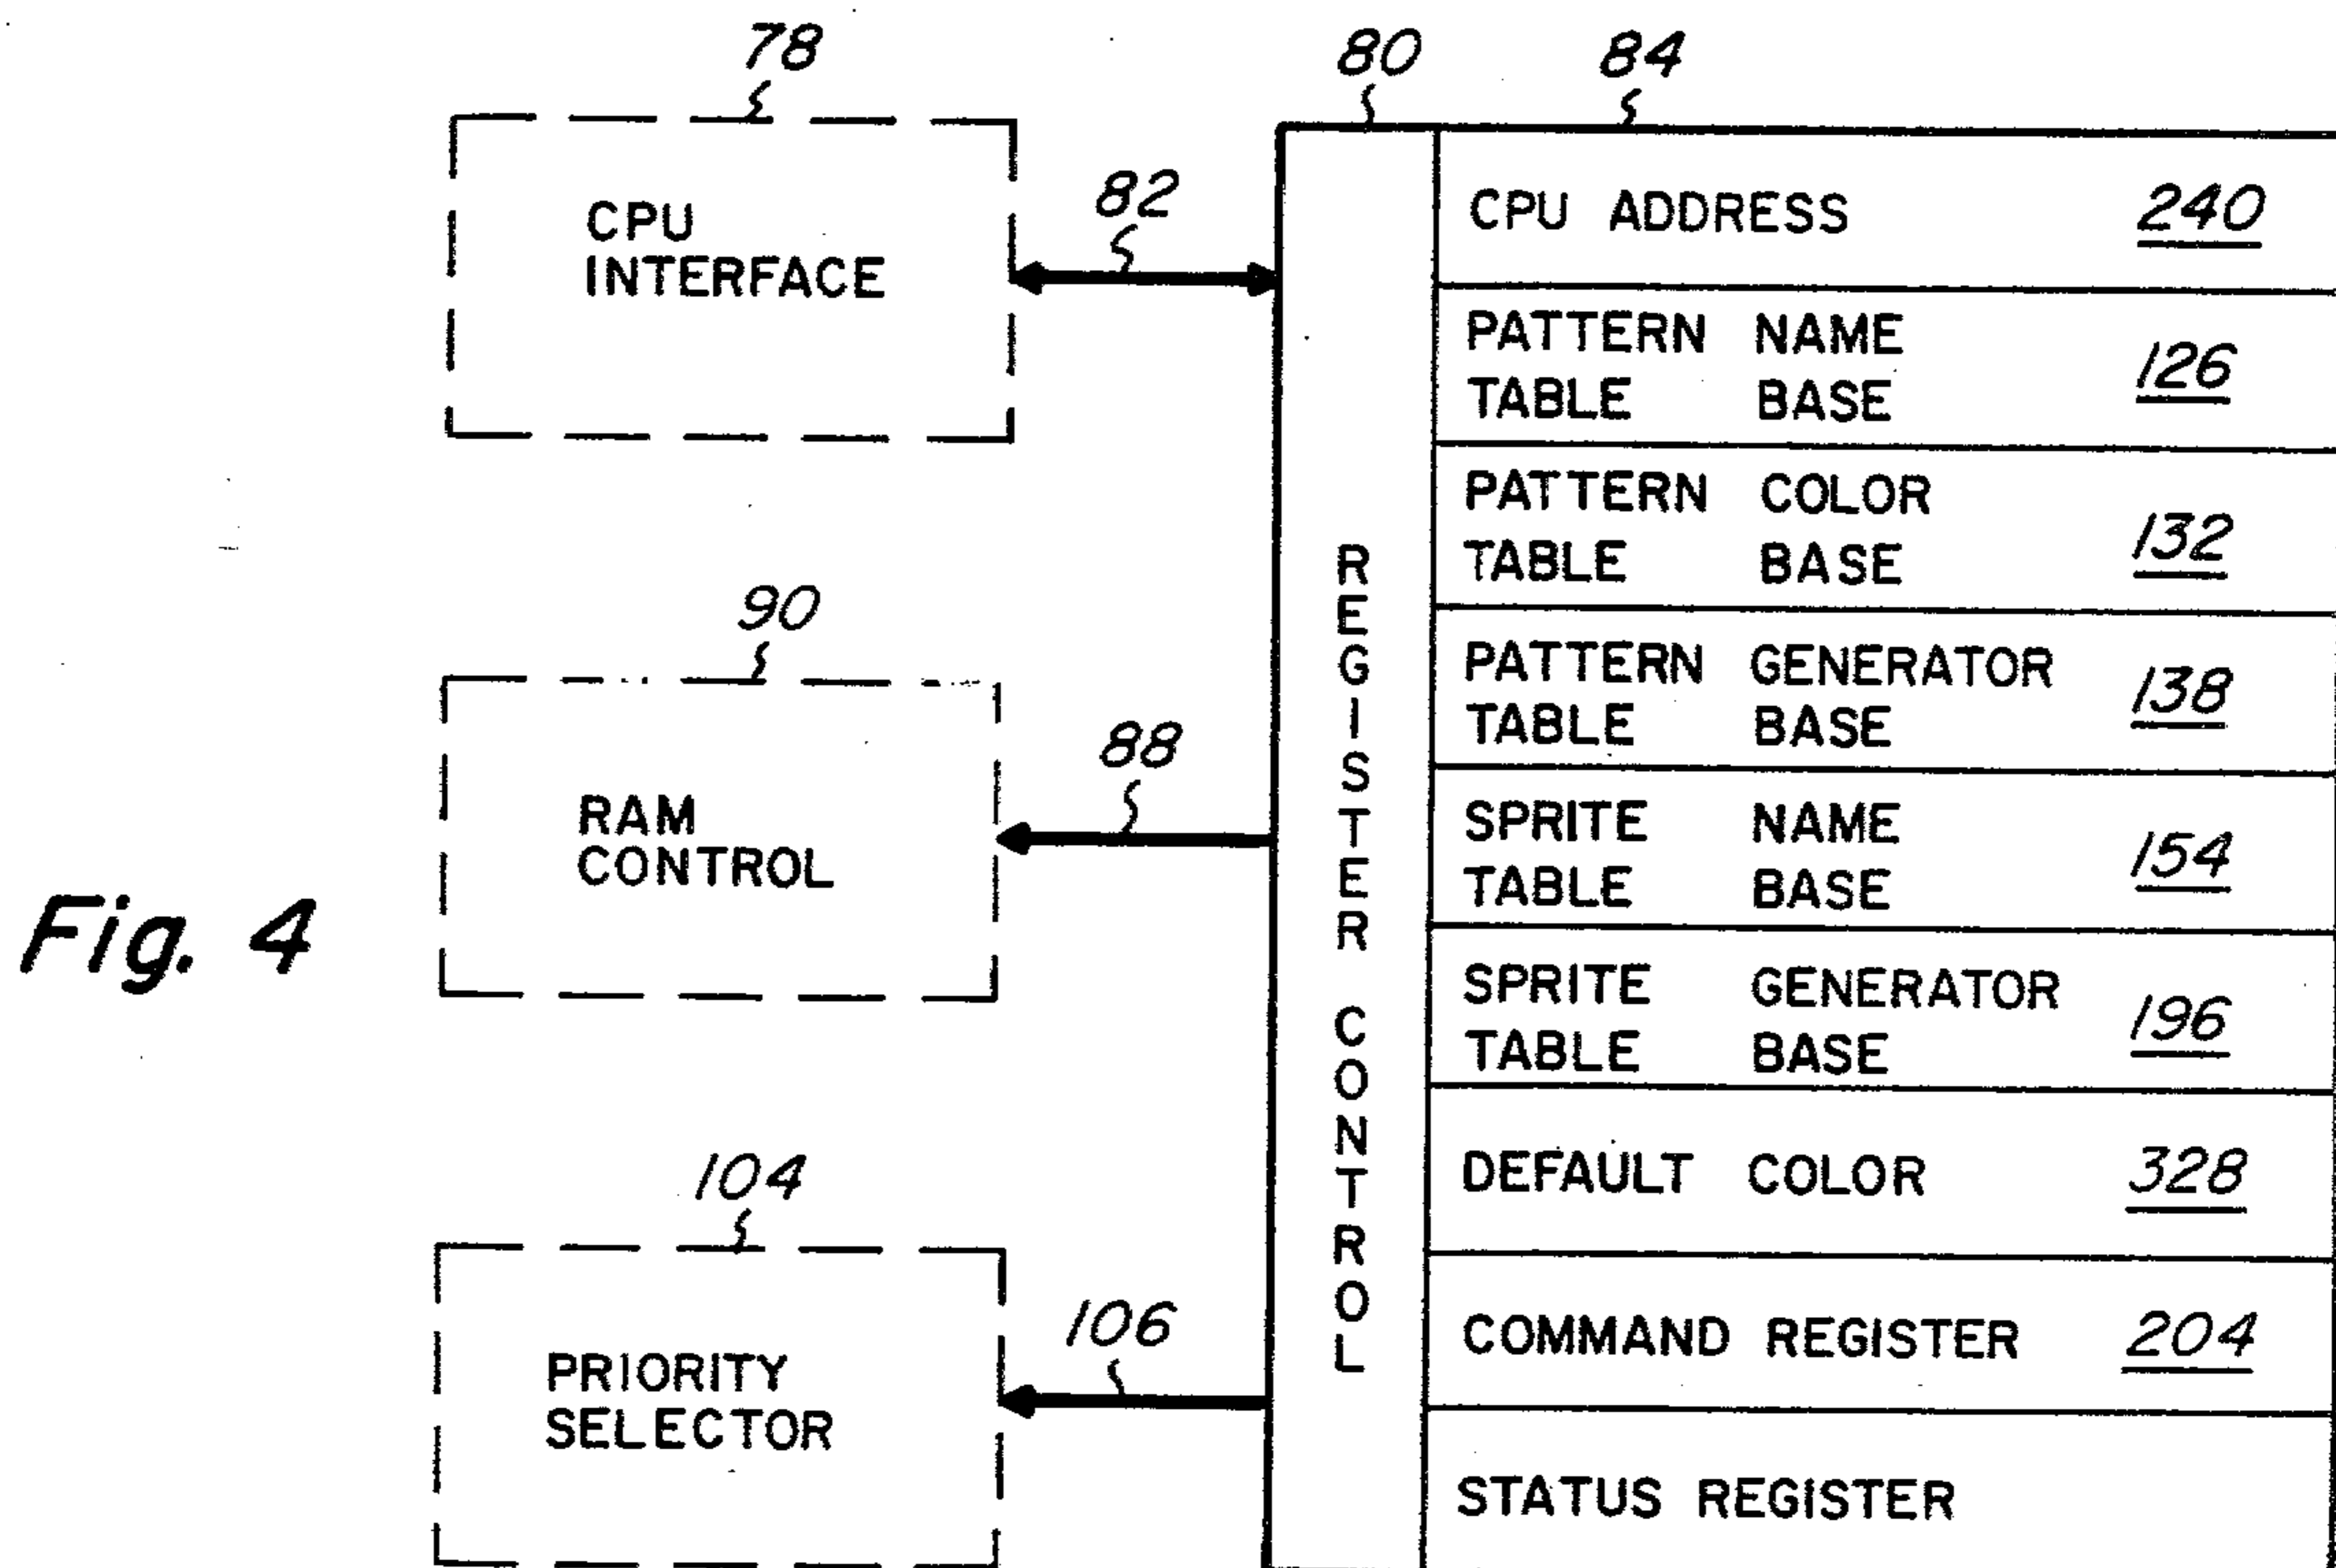 78
80
84
CPU
INTERFACE
82
90
RAM
CONTROL
88
Fig. 4
104
PRIORITY
SELECTOR
106
REGISTER CONTROL
CPU ADDRESS 240
PATTERN NAME
TABLE BASE 126
PATTERN COLOR
TABLE BASE 132
PATTERN GENERATOR
TABLE BASE 138
SPRITE NAME
TABLE BASE 154
SPRITE GENERATOR
TABLE BASE 196
DEFAULT COLOR 328
COMMAND REGISTER 204
STATUS REGISTER